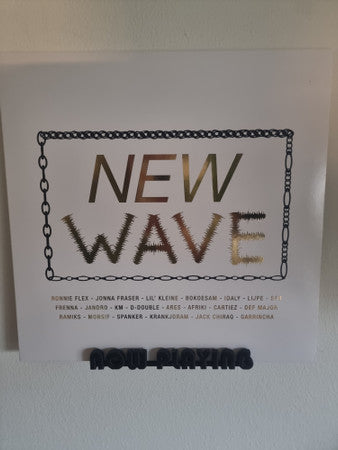 NEW
WAVE
RONNIE FLEX - JONNA FRASER - LIL' KLEINE - BOKOESAM - IDALY - LIJPE - SFB
FRENNA - JANDRO - KM - D-DOUBLE - ARES - AFRIKI - CARTIEZ - DEF MAJOR
RAMIKS - MONSIF - SPANKER - KRANKJORAM - JACK CHIRAQ - GARRINCHA
NOW PLAYING